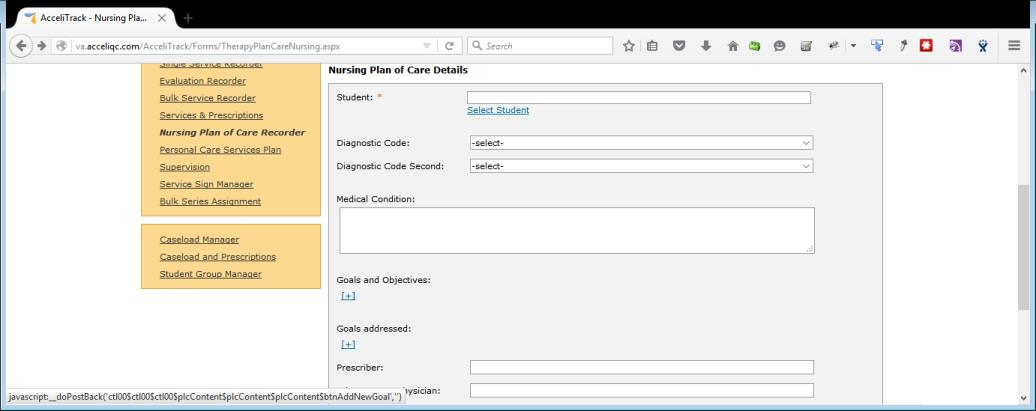 AcceliTrack - Nursing Pla...
va.acceliqc.com/AcceliTrack/Forms/TherapyPlanCareNursing.aspx
Search
Single Service Recorder
Evaluation Recorder
Bulk Service Recorder
Services & Prescriptions
Nursing Plan of Care Recorder
Personal Care Services Plan
Supervision
Service Sign Manager
Bulk Series Assignment
Caseload Manager
Caseload and Prescriptions
Student Group Manager
Nursing Plan of Care Details
Student: *
Select Student
Diagnostic Code: -select-
Diagnostic Code Second: -select-
Medical Condition:
Goals and Objectives:
[+]
Goals addressed:
[+]
Prescriber:
ysician:
javascript:__doPostBack('ctl00$ctl00$ctl00$plcContent$plcContent$plcContent$btnAddNewGoal','')